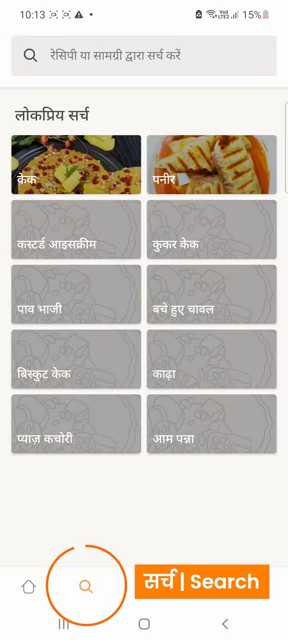 10:13 15%
रेसिपी या सामग्री द्वारा सर्च करें
लोकप्रिय सर्च
केक पनीर
कस्टर्ड आइसक्रीम कुकर केक
पाव भाजी बचे हुए चावल
बिस्कुट केक काढ़ा
प्याज़ कचोरी आम पन्ना
सर्च | Search